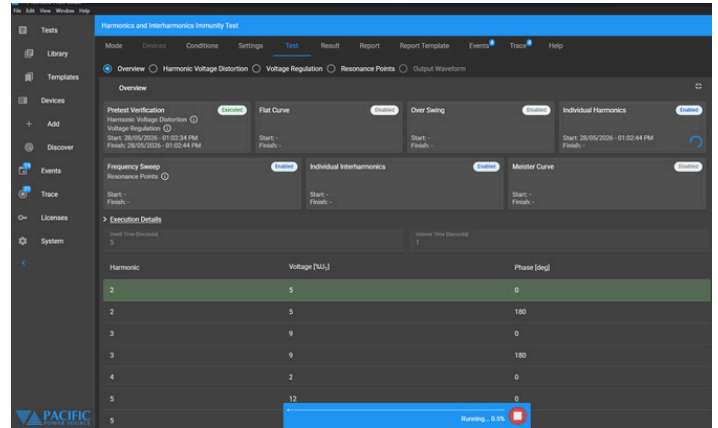 File Edit View Window Help
Tests
Library
Templates
Devices
Add
Discover
19
Events
21
Trace
Licenses
System
PACIFIC
POWER SOURCE
Harmonics and Interharmonics Immunity Test
Mode Devices Conditions Settings Test Result Report Report Template Events 4 Trace 4 Help
Overview Harmonic Voltage Distortion Voltage Regulation Resonance Points Output Waveform
Overview
Pretest Verification Executed
Harmonic Voltage Distortion
Voltage Regulation
Start: 28/05/2026 - 01:02:34 PM
Finish: 28/05/2026 - 01:02:44 PM
Flat Curve Disabled
Start: -
Finish: -
Over Swing Disabled
Start: -
Finish: -
Individual Harmonics Enabled
Start: 28/05/2026 - 01:02:44 PM
Finish: -
Frequency Sweep Enabled
Resonance Points
Start: -
Finish: -
Individual Interharmonics Enabled
Start: -
Finish: -
Meister Curve Disabled
Start: -
Finish: -
Execution Details
Dwell Time [Seconds]
5
Interval Time [Seconds]
1
Harmonic Voltage [%U₁] Phase [deg]
2 5 0
2 5 180
3 9 0
3 9 180
4 2 0
5 12 0
5
Running... 0.5%